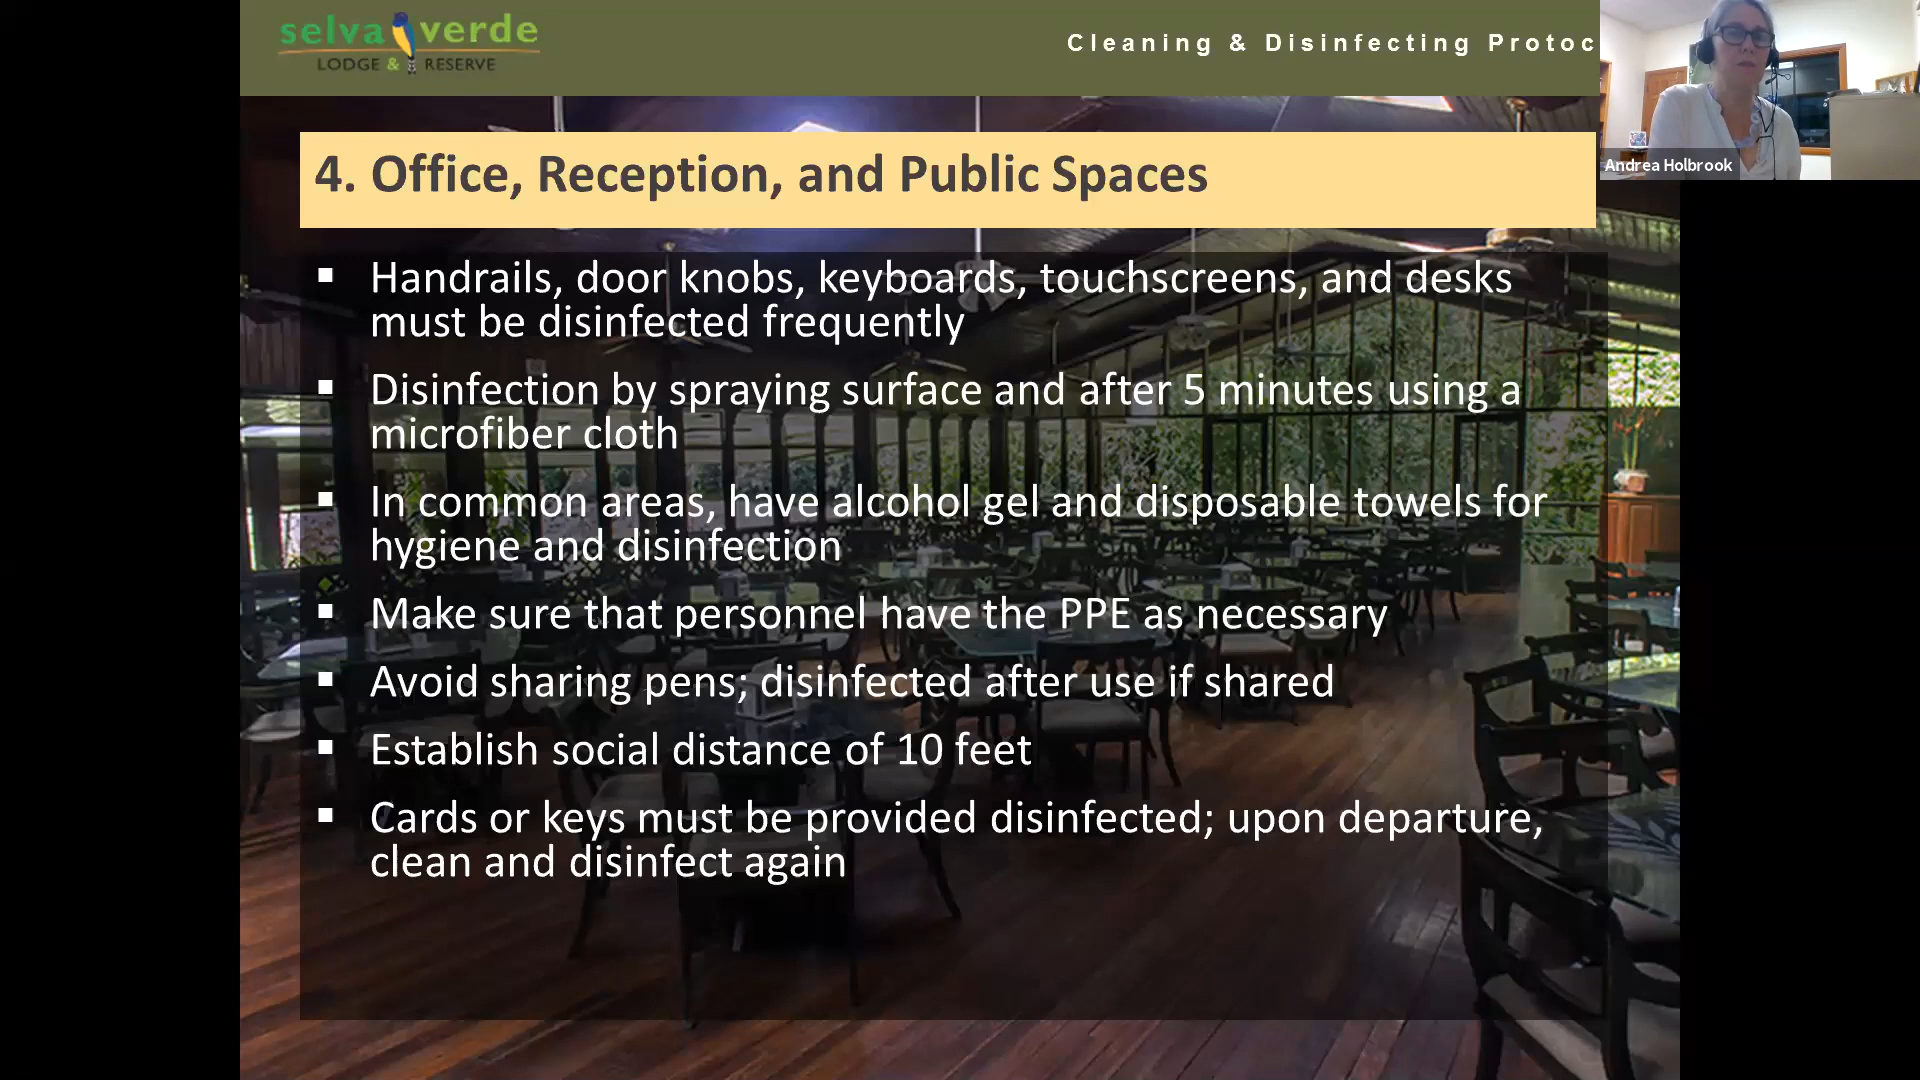 selva verde
LODGE & RESERVE
Cleaning & Disinfecting Protoc
Andrea Holbrook
4. Office, Reception, and Public Spaces
▪ Handrails, door knobs, keyboards, touchscreens, and desks
must be disinfected frequently
▪ Disinfection by spraying surface and after 5 minutes using a
microfiber cloth
▪ In common areas, have alcohol gel and disposable towels for
hygiene and disinfection
▪ Make sure that personnel have the PPE as necessary
▪ Avoid sharing pens; disinfected after use if shared
▪ Establish social distance of 10 feet
▪ Cards or keys must be provided disinfected; upon departure,
clean and disinfect again